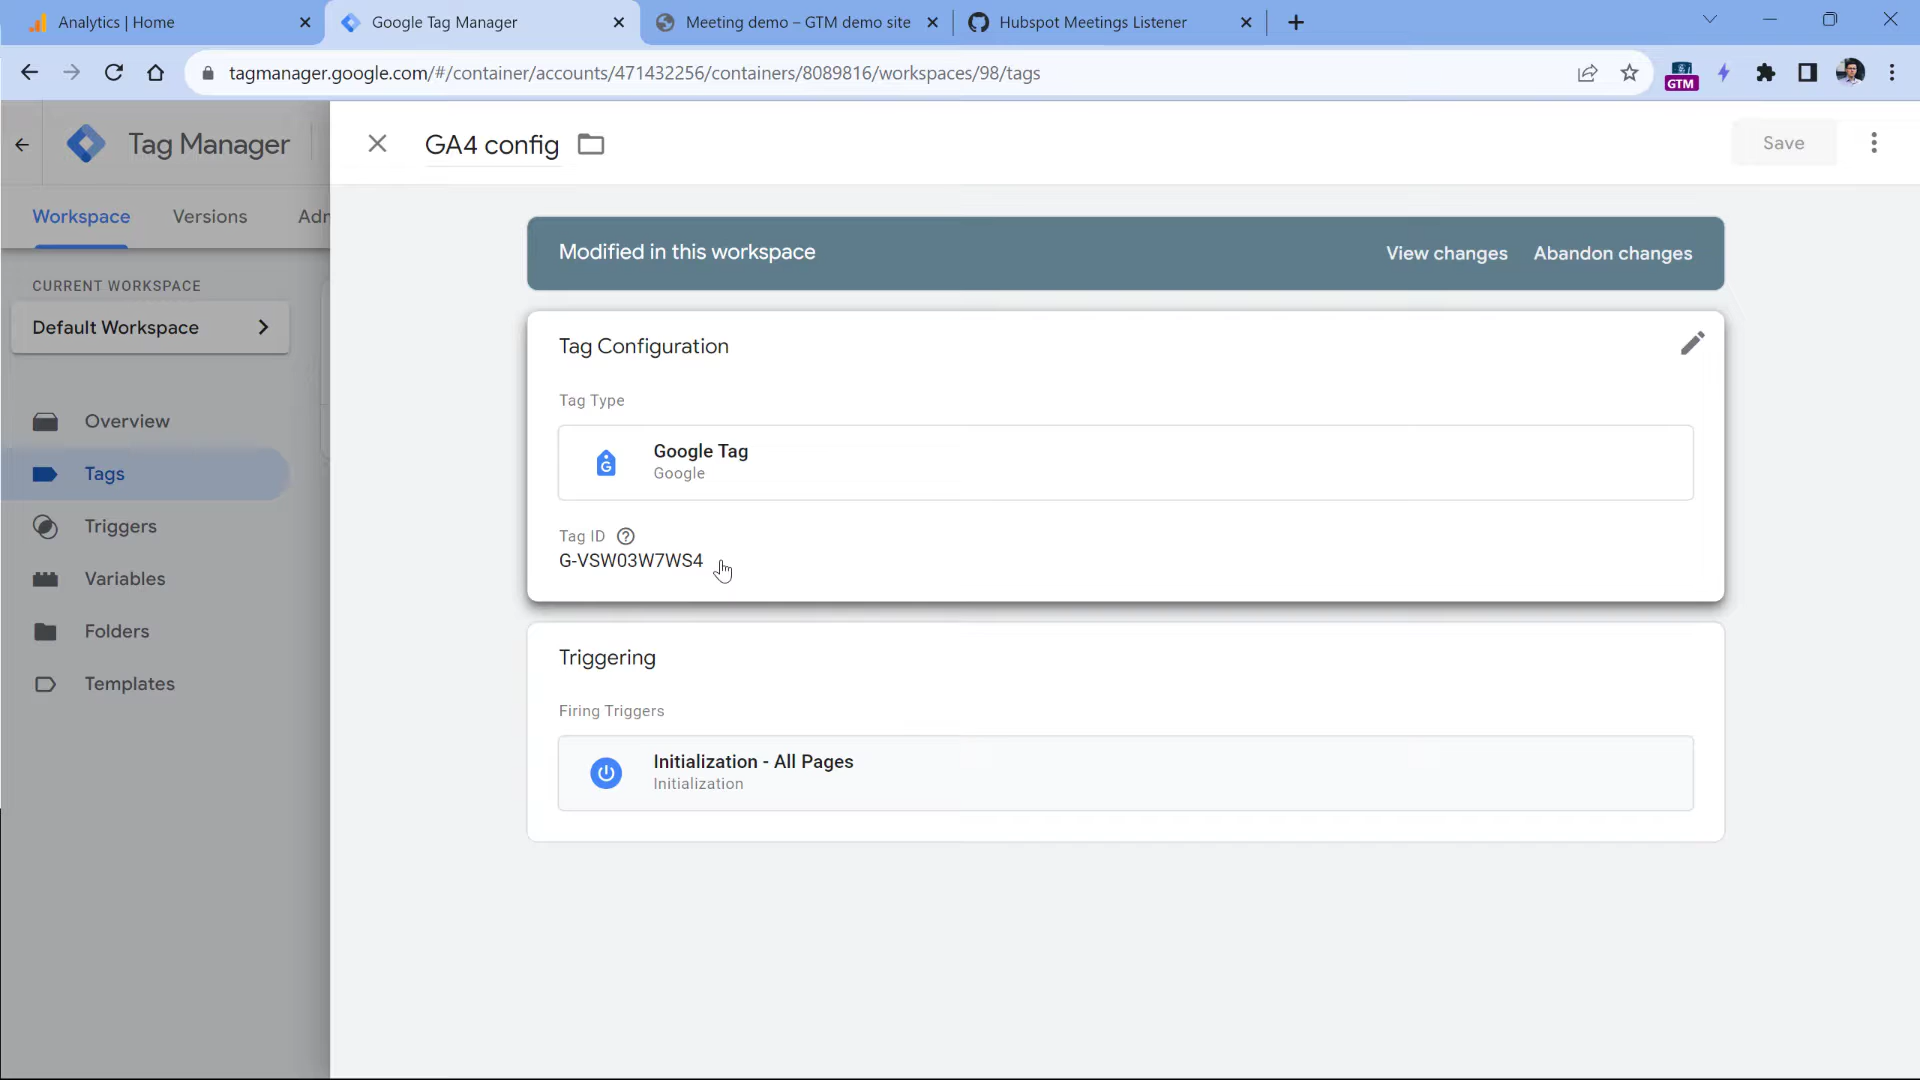 Analytics | Home
Google Tag Manager
Meeting demo – GTM demo site
Hubspot Meetings Listener
tagmanager.google.com/#/container/accounts/471432256/containers/8089816/workspaces/98/tags
GTM
Tag Manager
GA4 config
Save
Workspace
Versions
Adn
Modified in this workspace
View changes
Abandon changes
CURRENT WORKSPACE
Default Workspace
Overview
Tags
Triggers
Variables
Folders
Templates
Tag Configuration
Tag Type
Google Tag
Google
Tag ID
G-VSW03W7WS4
Triggering
Firing Triggers
Initialization - All Pages
Initialization